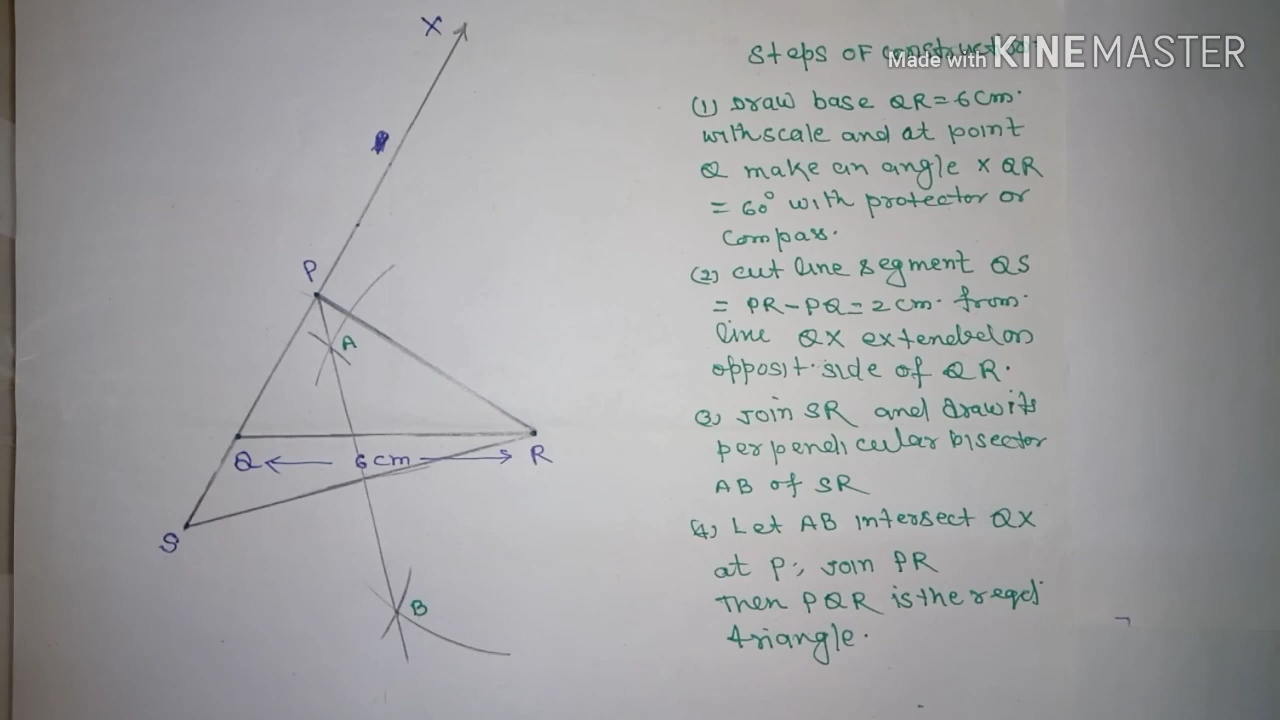 X
P
A
Q ← 6cm → R
S
B
Steps OF construction
Made with KINEMASTER
(1) Draw base QR=6cm.
with scale and at point
Q make an angle XQR
= 60° with protector or
compass.
(2) cut line segment QS
= PR-PQ=2cm. from
line QX extended on
opposit side of QR.
(3) Join SR and draw its
perpendicular bisector
AB of SR
(4) Let AB intersect QX
at P, Join PR
Then PQR is the reqd
triangle.